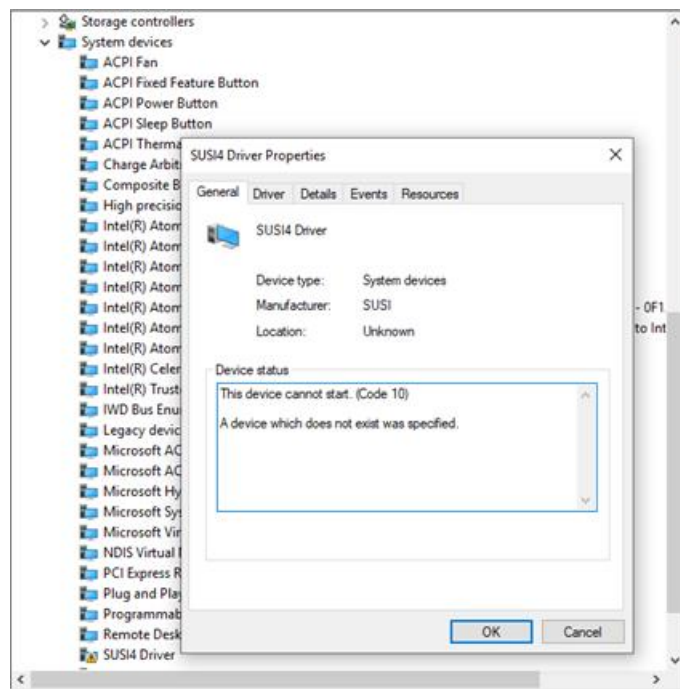 Storage controllers
System devices
ACPI Fan
ACPI Fixed Feature Button
ACPI Power Button
ACPI Sleep Button
ACPI Therma
Charge Arbit
Composite B
High precisio
Intel(R) Atom
Intel(R) Atom
Intel(R) Atom
Intel(R) Atom
Intel(R) Atom - 0F1
Intel(R) Atom to Int
Intel(R) Atom
Intel(R) Celer
Intel(R) Trust
IWD Bus Enu
Legacy devic
Microsoft AC
Microsoft AC
Microsoft Hy
Microsoft Sys
Microsoft Vir
NDIS Virtual
PCI Express R
Plug and Play
Programmab
Remote Desk
SUSI4 Driver
SUSI4 Driver Properties
General Driver Details Events Resources
SUSI4 Driver
Device type: System devices
Manufacturer: SUSI
Location: Unknown
Device status
This device cannot start. (Code 10)
A device which does not exist was specified.
OK Cancel